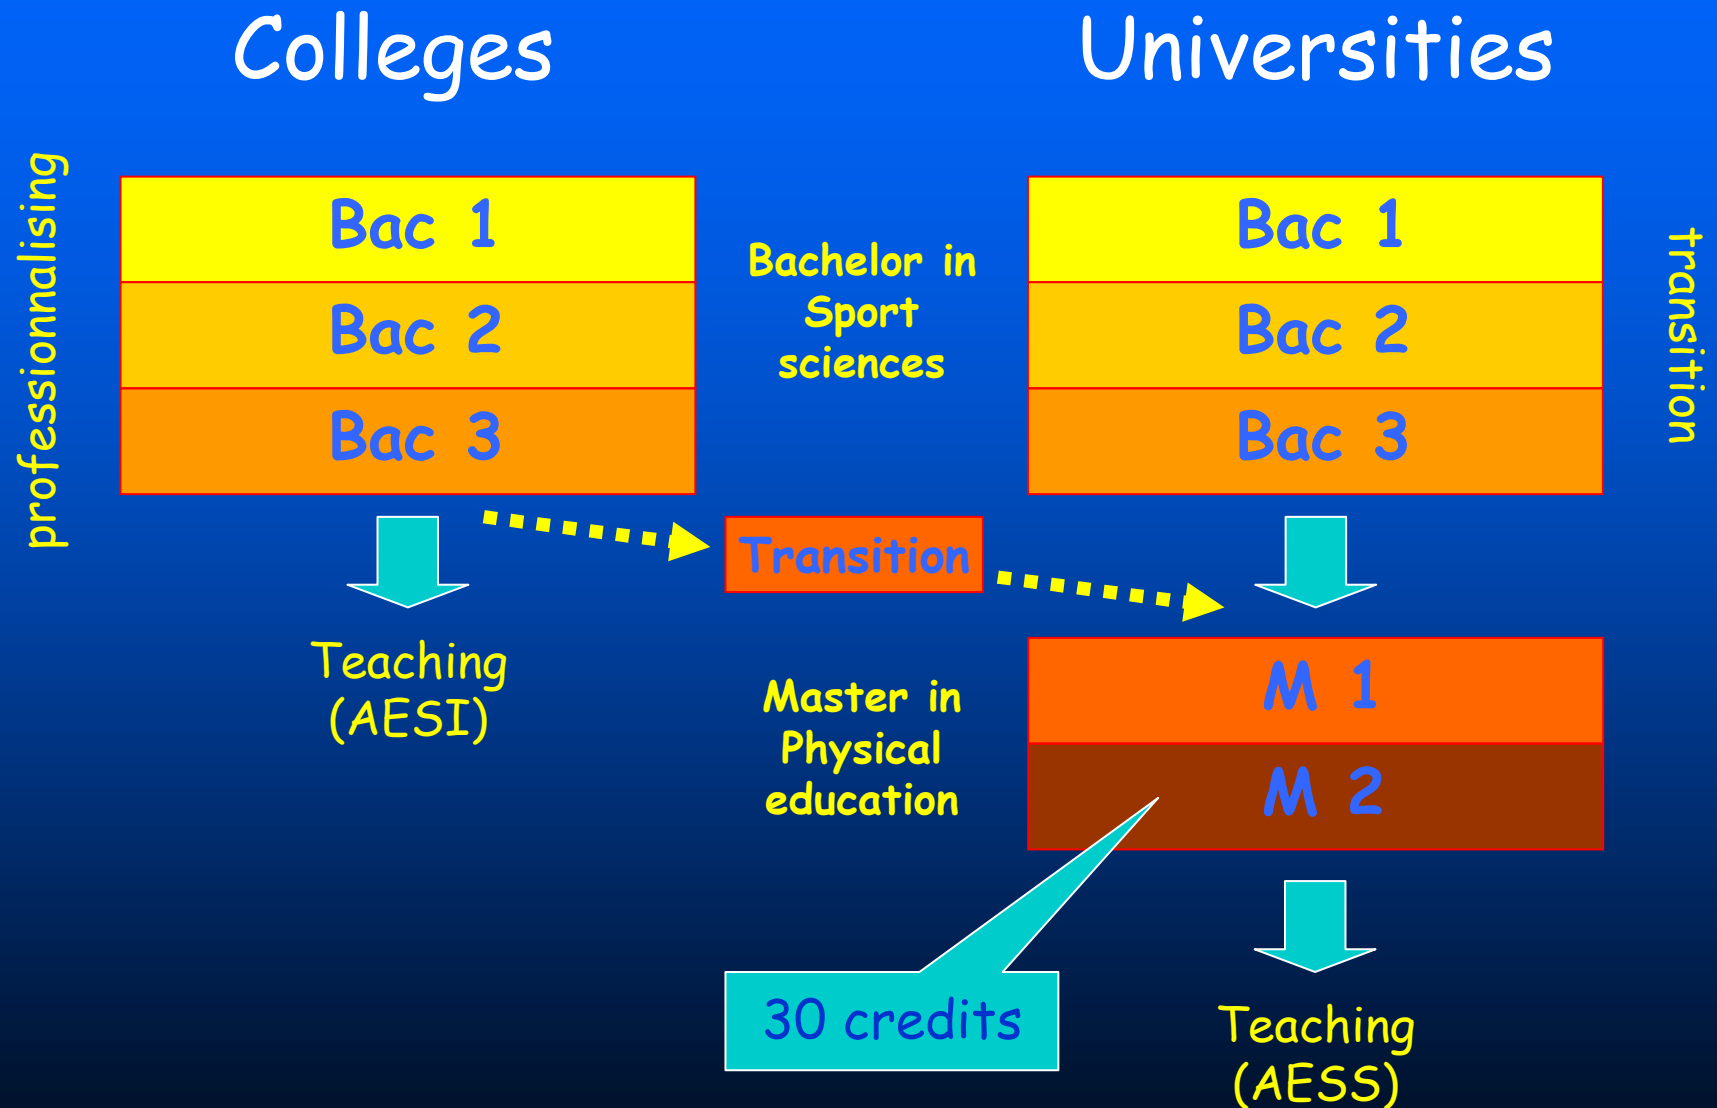 Colleges
Universities
professionnalising
Bac 1
Bac 2
Bac 3
Bachelor in
Sport
sciences
Bac 1
Bac 2
Bac 3
transition
Transition
Teaching
(AESI)
Master in
Physical
education
M 1
M 2
30 credits
Teaching
(AESS)